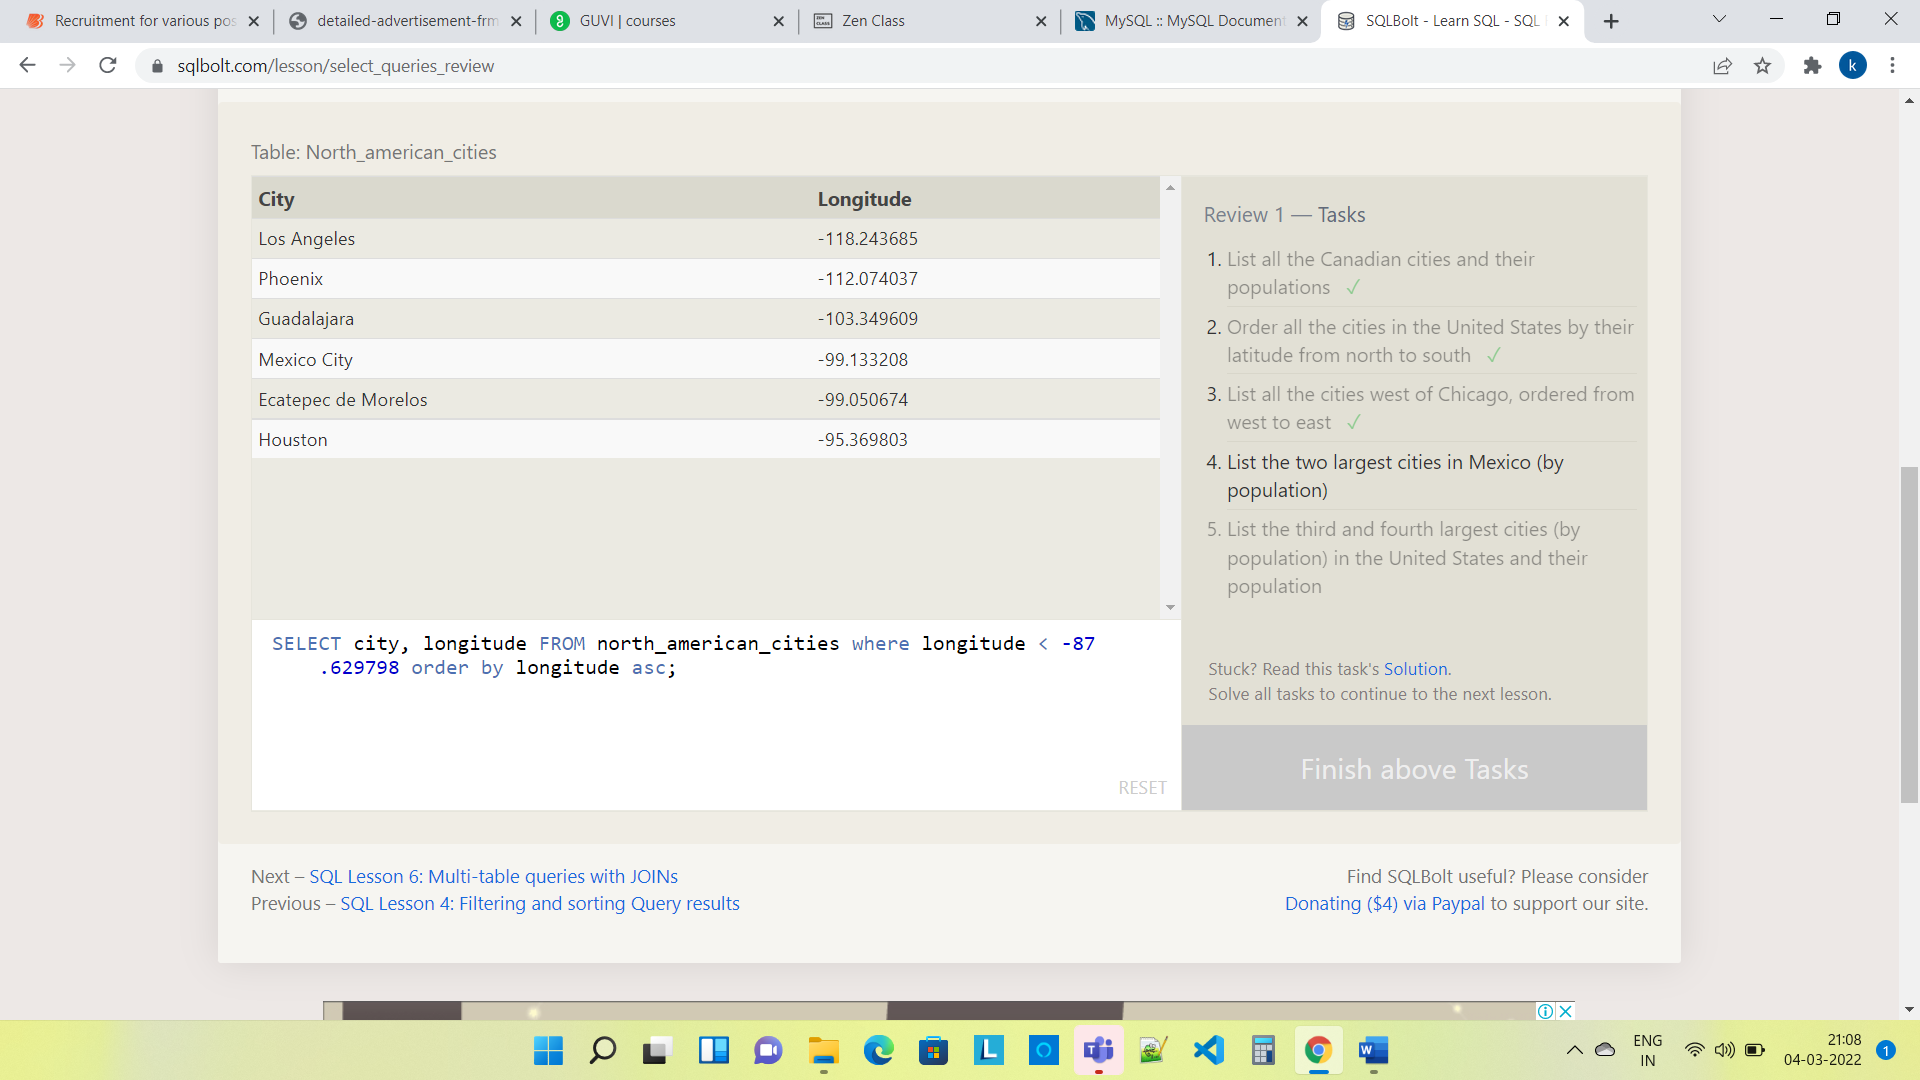 Recruitment for various pos
detailed-advertisement-frm
GUVI | courses
Zen Class
MySQL :: MySQL Document
SQLBolt - Learn SQL - SQL
sqlbolt.com/lesson/select_queries_review
k
Table: North_american_cities
City Longitude
Los Angeles -118.243685
Phoenix -112.074037
Guadalajara -103.349609
Mexico City -99.133208
Ecatepec de Morelos -99.050674
Houston -95.369803
SELECT city, longitude FROM north_american_cities where longitude < -87
.629798 order by longitude asc;
RESET
Review 1 — Tasks
1. List all the Canadian cities and their
populations ✓
2. Order all the cities in the United States by their
latitude from north to south ✓
3. List all the cities west of Chicago, ordered from
west to east ✓
4. List the two largest cities in Mexico (by
population)
5. List the third and fourth largest cities (by
population) in the United States and their
population
Stuck? Read this task's Solution.
Solve all tasks to continue to the next lesson.
Finish above Tasks
Next – SQL Lesson 6: Multi-table queries with JOINs
Previous – SQL Lesson 4: Filtering and sorting Query results
Find SQLBolt useful? Please consider
Donating ($4) via Paypal to support our site.
ENG
IN
21:08
04-03-2022
1